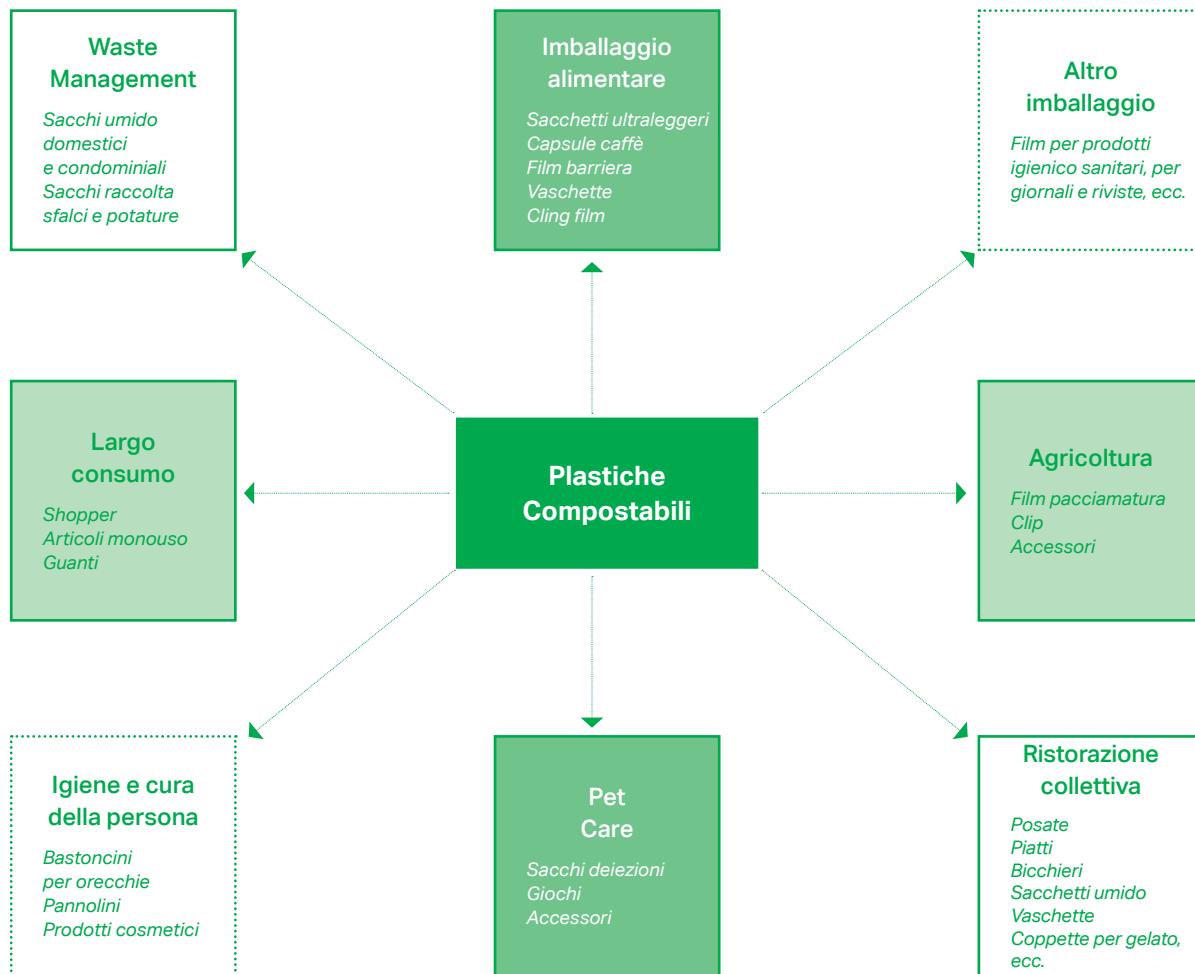 Waste
Management
Sacchi umido
domestici
e condominiali
Sacchi raccolta
sfalci e potature
Imballaggio
alimentare
Sacchetti ultraleggeri
Capsule caffè
Film barriera
Vaschette
Cling film
Altro
imballaggio
Film per prodotti
igienico sanitari, per
giornali e riviste, ecc.
Largo
consumo
Shopper
Articoli monouso
Guanti
Plastiche
Compostabili
Agricoltura
Film pacciamatura
Clip
Accessori
Igiene e cura
della persona
Bastoncini
per orecchie
Pannolini
Prodotti cosmetici
Pet
Care
Sacchi deiezioni
Giochi
Accessori
Ristorazione
collettiva
Posate
Piatti
Bicchieri
Sacchetti umido
Vaschette
Coppette per gelato,
ecc.